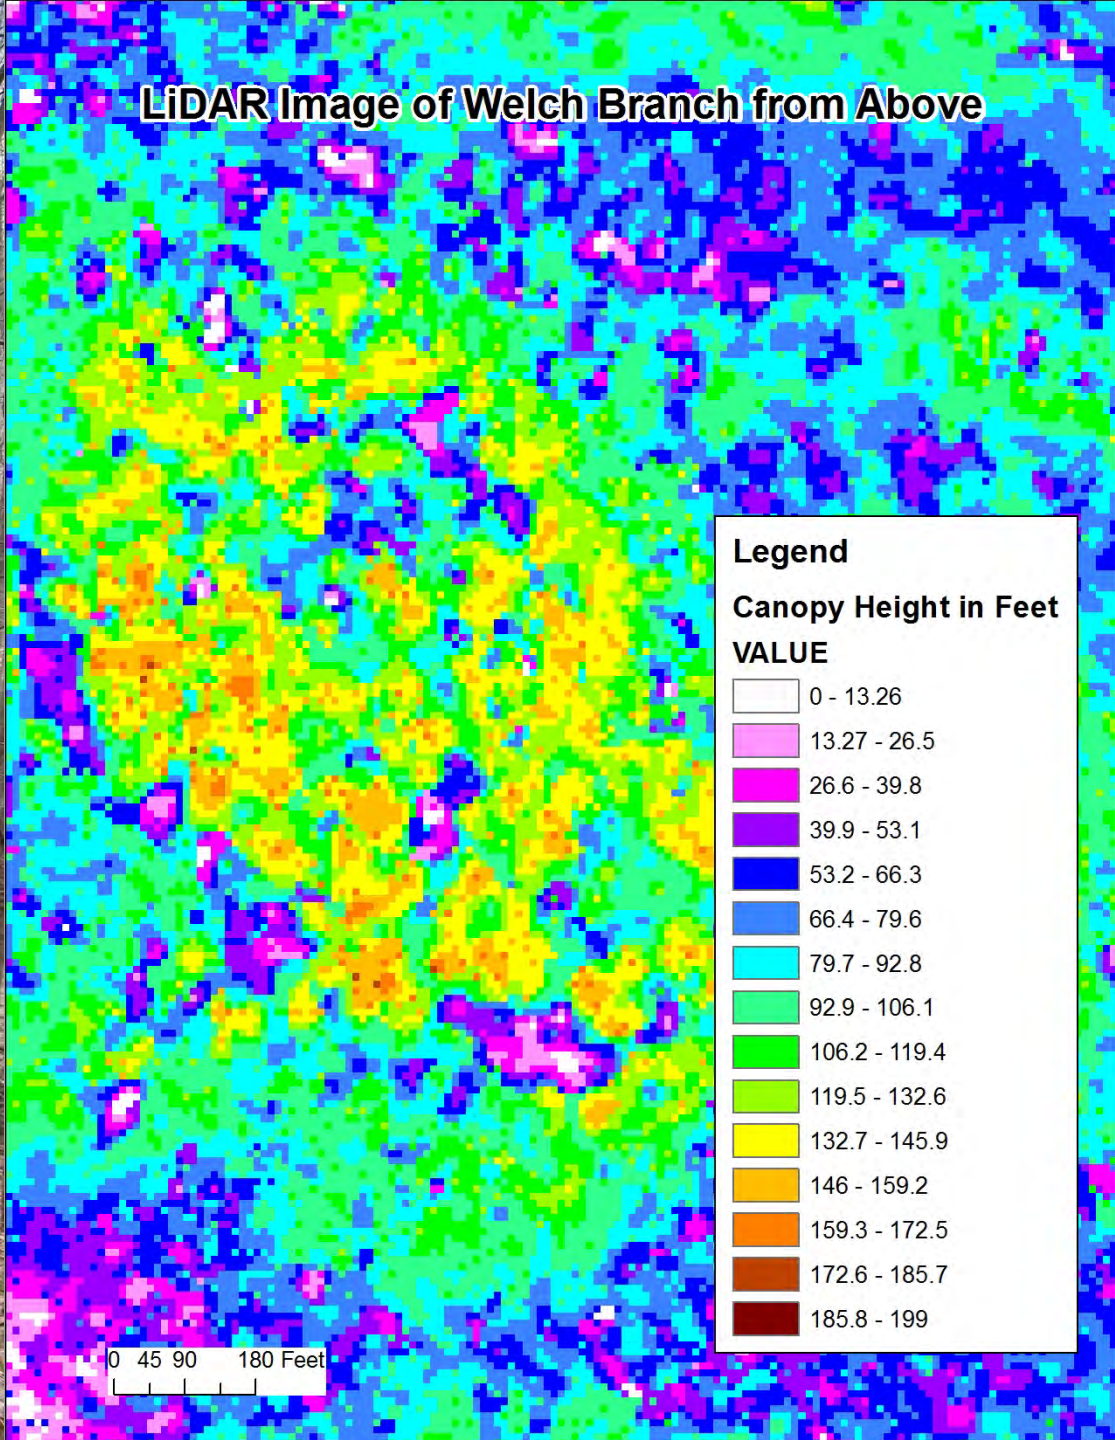 LiDAR Image of Welch Branch from Above
Legend
Canopy Height in Feet
VALUE
0 - 13.26
13.27 - 26.5
26.6 - 39.8
39.9 - 53.1
53.2 - 66.3
66.4 - 79.6
79.7 - 92.8
92.9 - 106.1
106.2 - 119.4
119.5 - 132.6
132.7 - 145.9
146 - 159.2
159.3 - 172.5
172.6 - 185.7
185.8 - 199
0 45 90 180 Feet